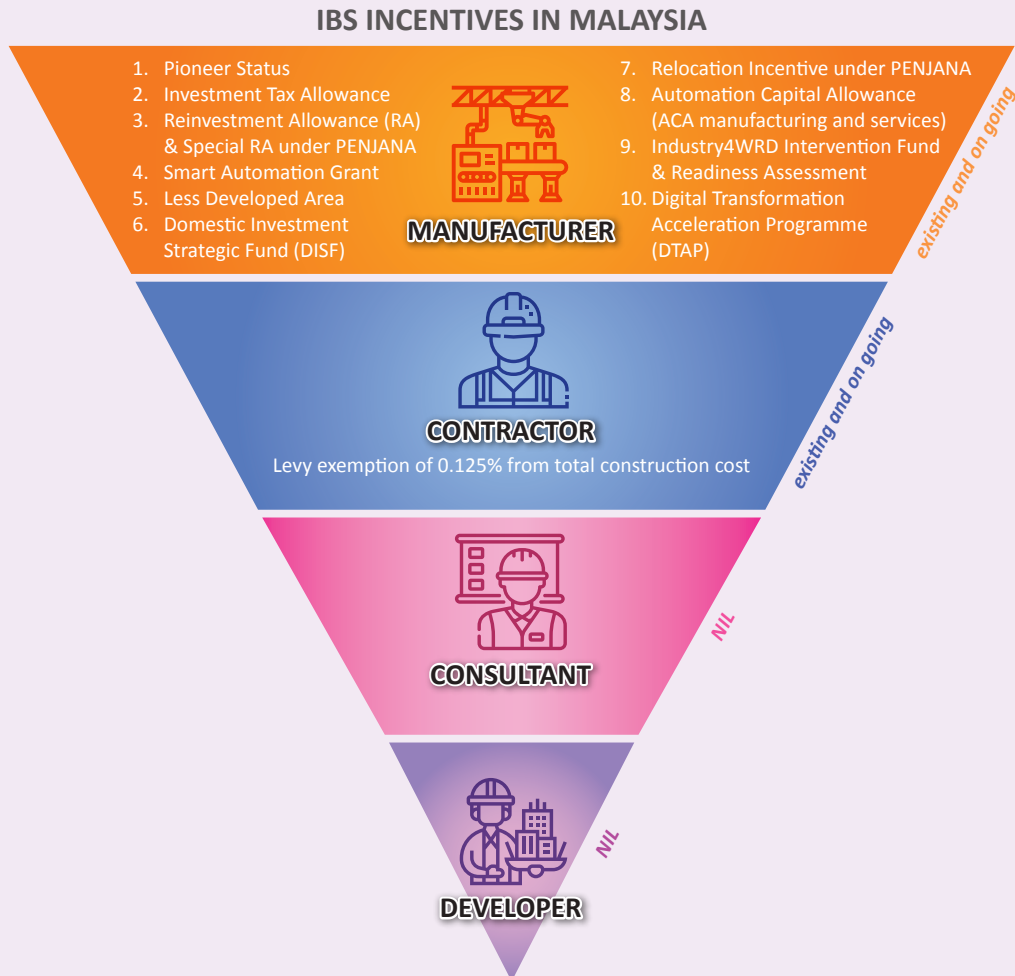 IBS INCENTIVES IN MALAYSIA
1. Pioneer Status
2. Investment Tax Allowance
3. Reinvestment Allowance (RA)
& Special RA under PENJANA
4. Smart Automation Grant
5. Less Developed Area
6. Domestic Investment
Strategic Fund (DISF)
7. Relocation Incentive under PENJANA
8. Automation Capital Allowance
(ACA manufacturing and services)
9. Industry4WRD Intervention Fund
& Readiness Assessment
10. Digital Transformation
Acceleration Programme
(DTAP)
MANUFACTURER
existing and on going
CONTRACTOR
Levy exemption of 0.125% from total construction cost
existing and on going
CONSULTANT
NIL
DEVELOPER
NIL